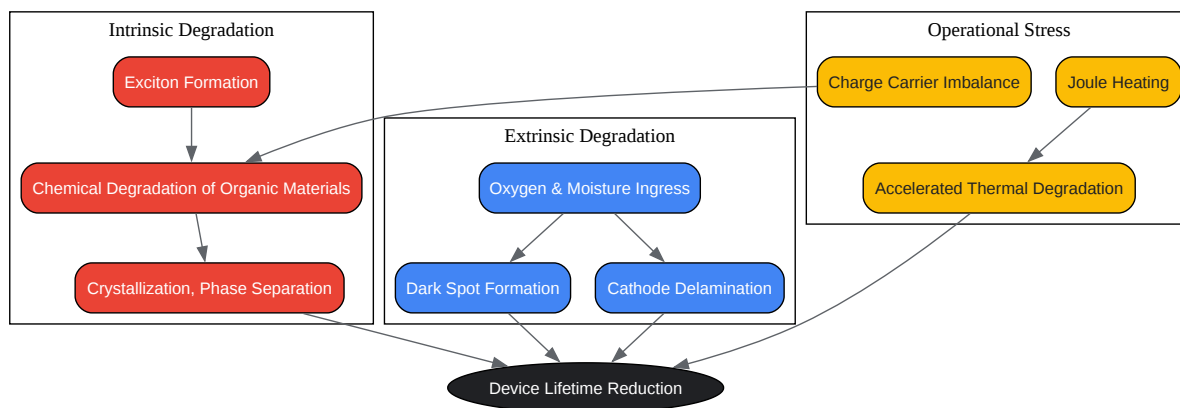 Intrinsic Degradation
Operational Stress
Exciton Formation
Charge Carrier Imbalance
Joule Heating
Extrinsic Degradation
Chemical Degradation of Organic Materials
Oxygen & Moisture Ingress
Accelerated Thermal Degradation
Crystallization, Phase Separation
Dark Spot Formation
Cathode Delamination
Device Lifetime Reduction